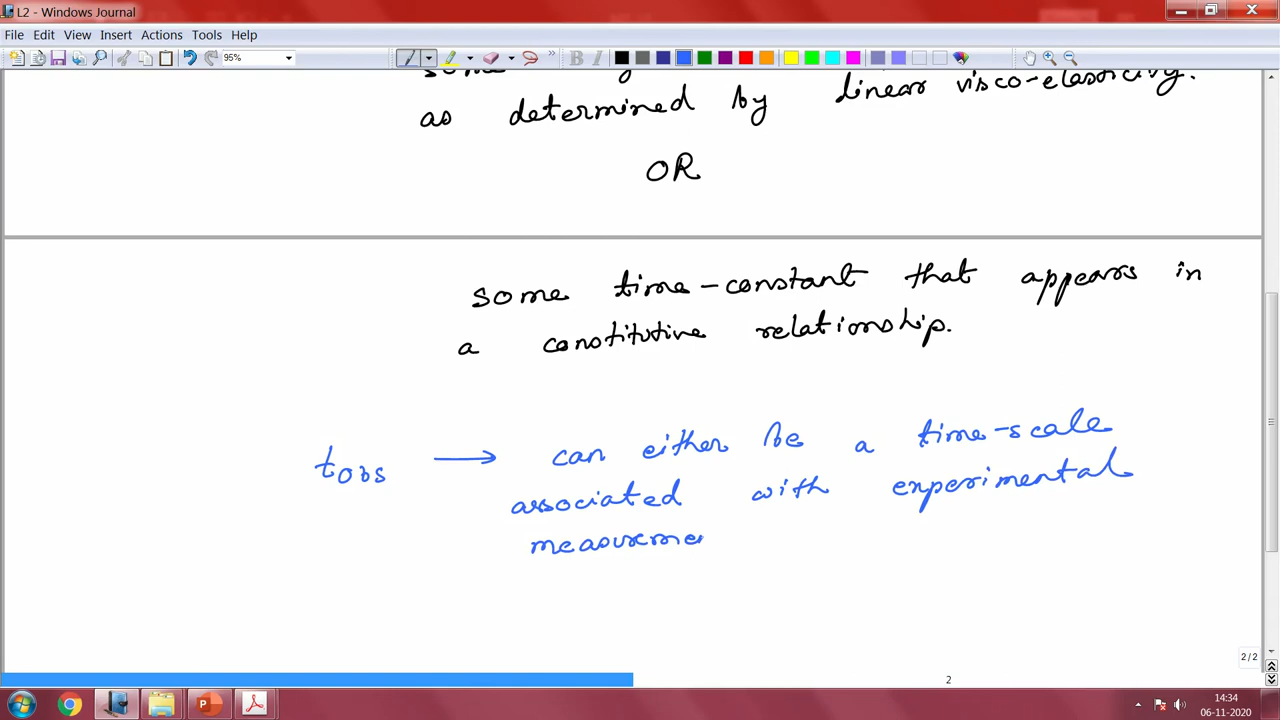 L2 - Windows Journal
File Edit View Insert Actions Tools Help
95%
as determined by linear visco-elasticity.
OR
some time-constant that appears in
a constitutive relationship.
tobs → can either be a time-scale
associated with experimental
measureme
2/2
2
14:34
06-11-2020